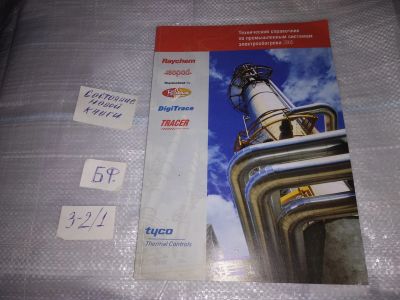 Технический справочник
по промышленным системам
электрообогрева
Raychem
isopad
DigiTrace
TRACER
tyco
Thermal Controls
Состояние
новой
книги
БФ
3-2/1